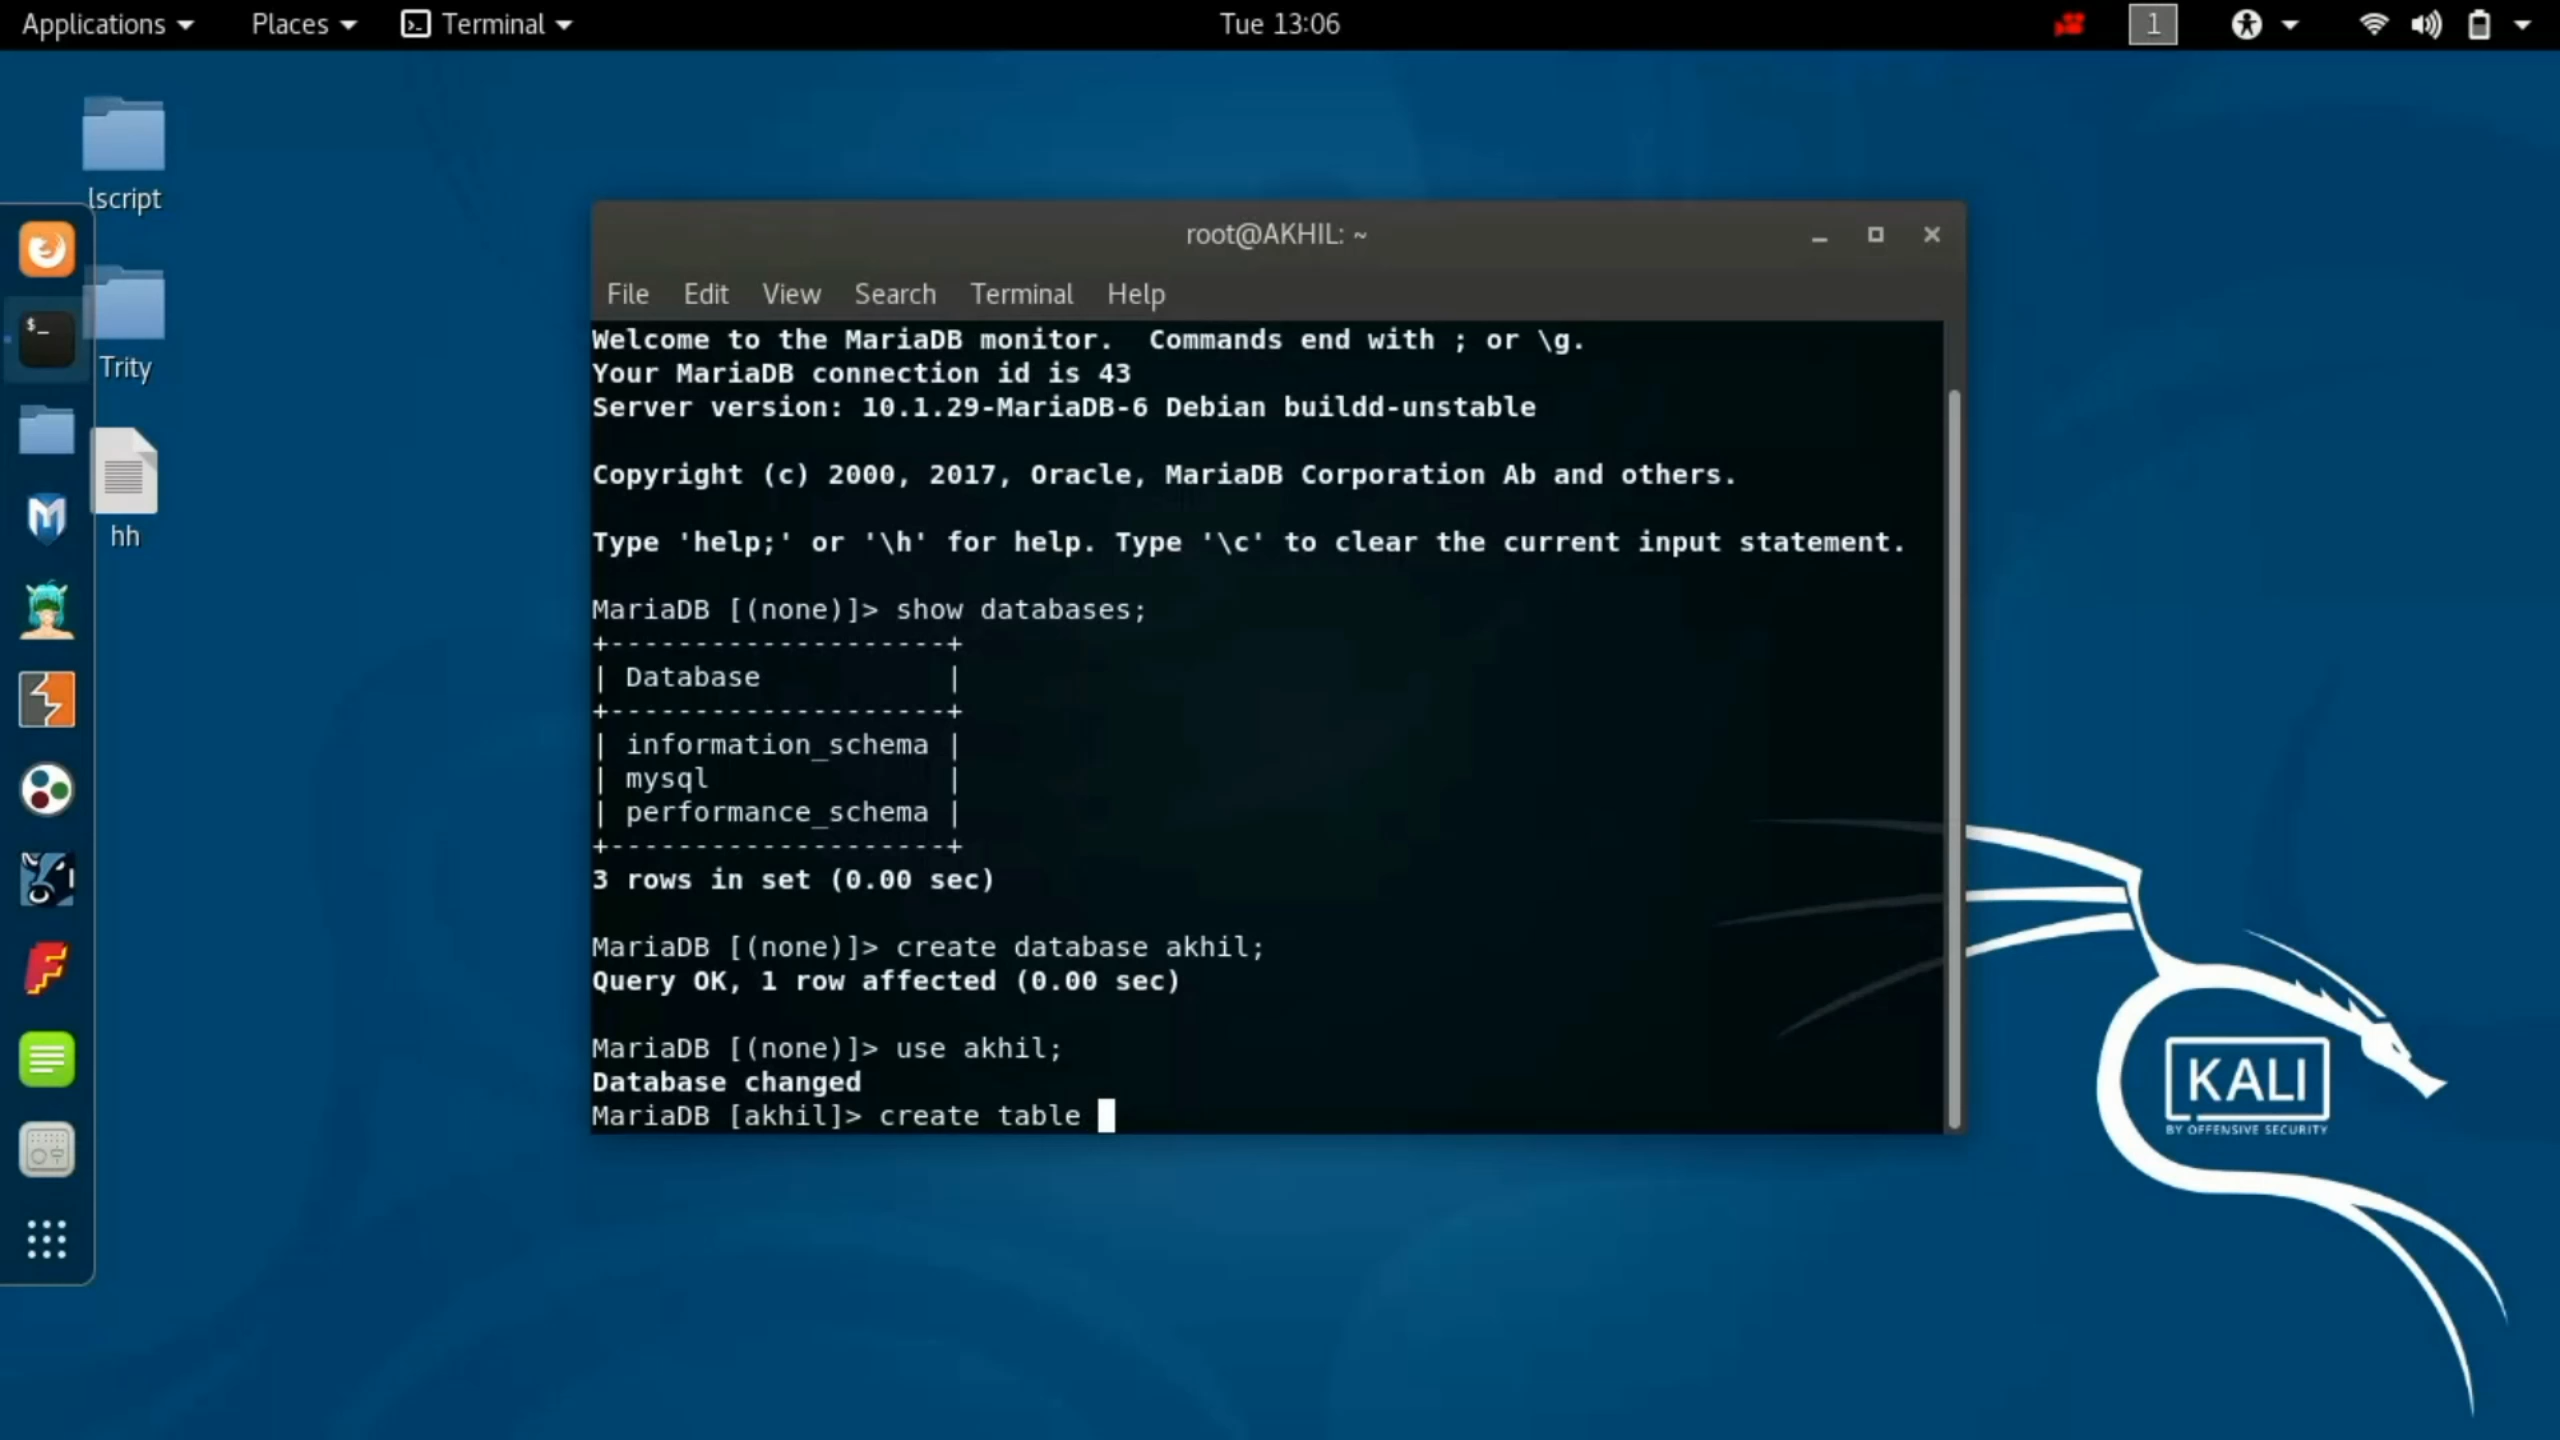 Applications Places Terminal Tue 13:06 1
lscript
Trity
hh
root@AKHIL: ~
File Edit View Search Terminal Help
Welcome to the MariaDB monitor.  Commands end with ; or \g.
Your MariaDB connection id is 43
Server version: 10.1.29-MariaDB-6 Debian buildd-unstable
Copyright (c) 2000, 2017, Oracle, MariaDB Corporation Ab and others.
Type 'help;' or '\h' for help. Type '\c' to clear the current input statement.
MariaDB [(none)]> show databases;
+--------------------+
| Database           |
+--------------------+
| information_schema |
| mysql              |
| performance_schema |
+--------------------+
3 rows in set (0.00 sec)
MariaDB [(none)]> create database akhil;
Query OK, 1 row affected (0.00 sec)
MariaDB [(none)]> use akhil;
Database changed
MariaDB [akhil]> create table
$_
KALI
BY OFFENSIVE SECURITY